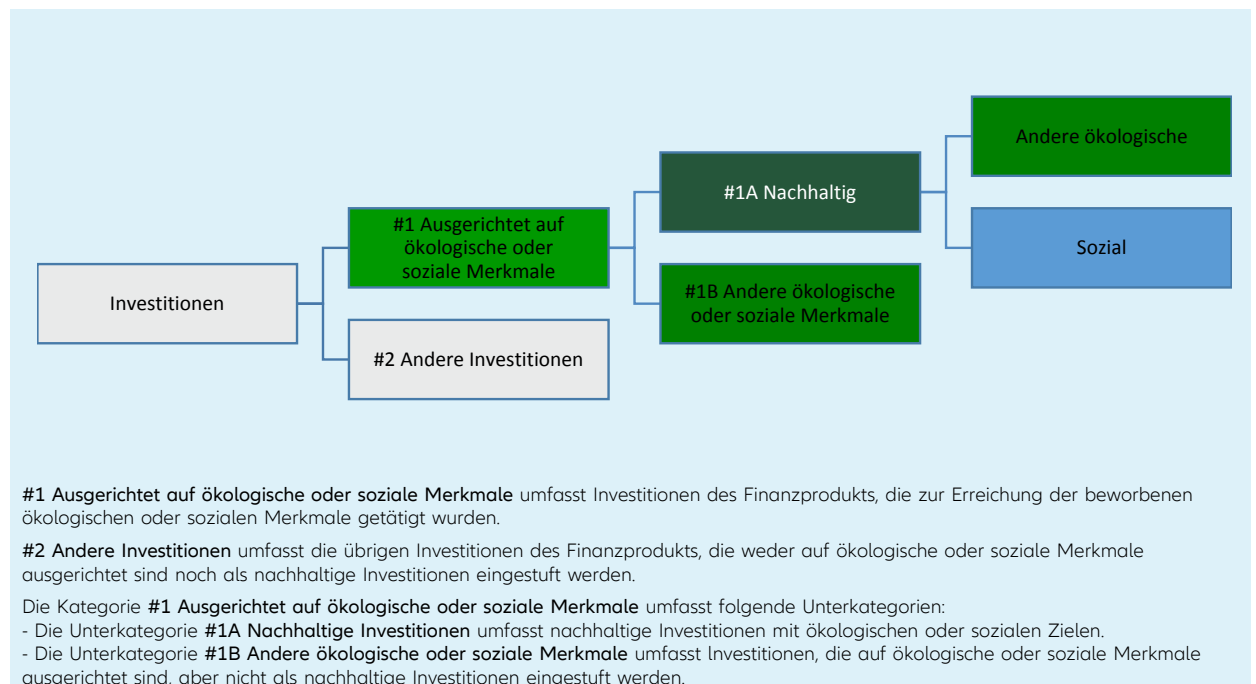 Andere ökologische
#1A Nachhaltig
#1 Ausgerichtet auf
ökologische oder
soziale Merkmale
Sozial
Investitionen
#1B Andere ökologische
oder soziale Merkmale
#2 Andere Investitionen
#1 Ausgerichtet auf ökologische oder soziale Merkmale umfasst Investitionen des Finanzprodukts, die zur Erreichung der beworbenen
ökologischen oder sozialen Merkmale getätigt wurden.
#2 Andere Investitionen umfasst die übrigen Investitionen des Finanzprodukts, die weder auf ökologische oder soziale Merkmale
ausgerichtet sind noch als nachhaltige Investitionen eingestuft werden.
Die Kategorie #1 Ausgerichtet auf ökologische oder soziale Merkmale umfasst folgende Unterkategorien:
- Die Unterkategorie #1A Nachhaltige Investitionen umfasst nachhaltige Investitionen mit ökologischen oder sozialen Zielen.
- Die Unterkategorie #1B Andere ökologische oder soziale Merkmale umfasst Investitionen, die auf ökologische oder soziale Merkmale
ausgerichtet sind, aber nicht als nachhaltige Investitionen eingestuft werden.